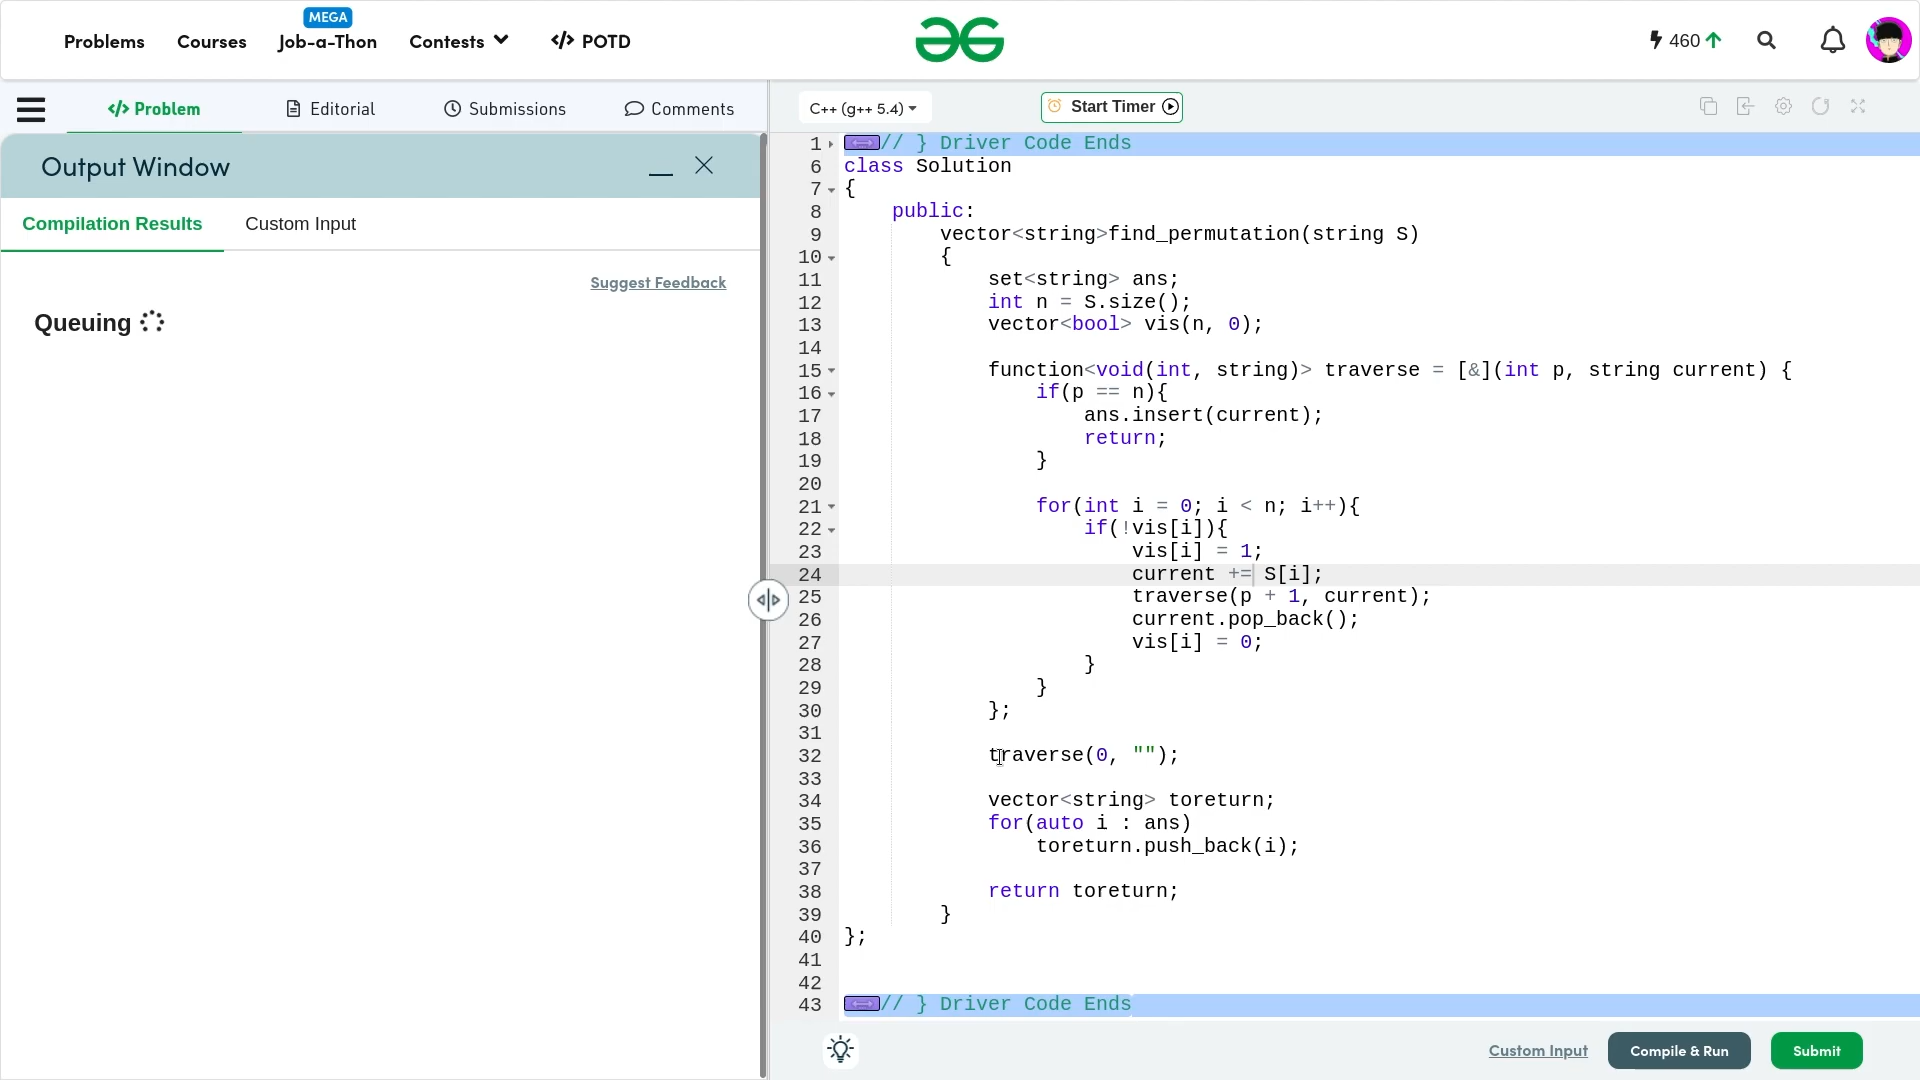 MEGA
Problems Courses Job-a-Thon Contests </> POTD
460
</> Problem Editorial Submissions Comments
C++ (g++ 5.4) Start Timer
Output Window
Compilation Results Custom Input
Suggest Feedback
Queuing
1 // } Driver Code Ends
6 class Solution
7 {
8 public:
9 vector<string>find_permutation(string S)
10 {
11 set<string> ans;
12 int n = S.size();
13 vector<bool> vis(n, 0);
14
15 function<void(int, string)> traverse = [&](int p, string current) {
16 if(p == n){
17 ans.insert(current);
18 return;
19 }
20
21 for(int i = 0; i < n; i++){
22 if(!vis[i]){
23 vis[i] = 1;
24 current += S[i];
25 traverse(p + 1, current);
26 current.pop_back();
27 vis[i] = 0;
28 }
29 }
30 };
31
32 traverse(0, "");
33
34 vector<string> toreturn;
35 for(auto i : ans)
36 toreturn.push_back(i);
37
38 return toreturn;
39 }
40 };
41
42
43 // } Driver Code Ends
Custom Input Compile & Run Submit